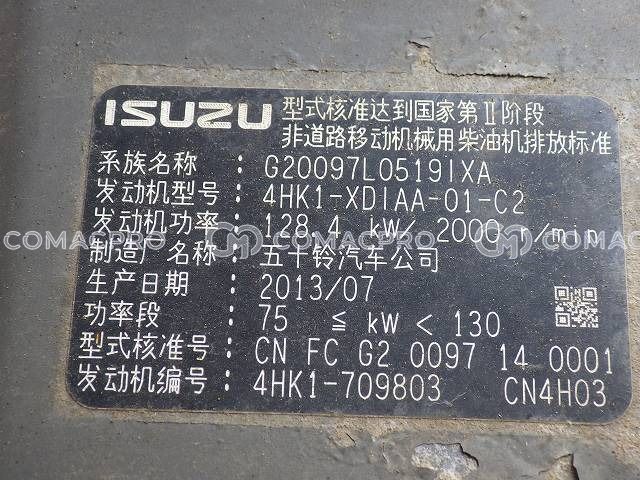 ISUZU 型式核准达到国家第Ⅱ阶段
非道路移动机械用柴油机排放标准
系族名称 : G20097L0519IXA
发动机型号 : 4HK1-XDIAA-01-C2
发动机功率 : 128.4 kW/ 2000 r/min
COMACPRO COMACPRO COMACPRO
制造厂名称 : 五十铃汽车公司
生产日期 : 2013/07
功率段 : 75 ≦ kW < 130
型式核准号 : CN FC G2 0097 14 0001
发动机编号 : 4HK1-709803 CN4H03